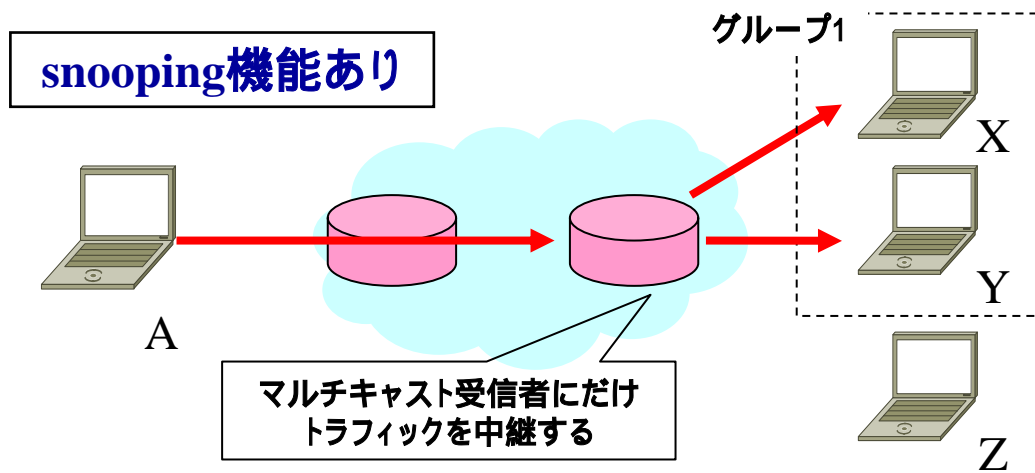 snooping機能あり
グループ1
X
A
Y
マルチキャスト受信者にだけ
トラフィックを中継する
Z